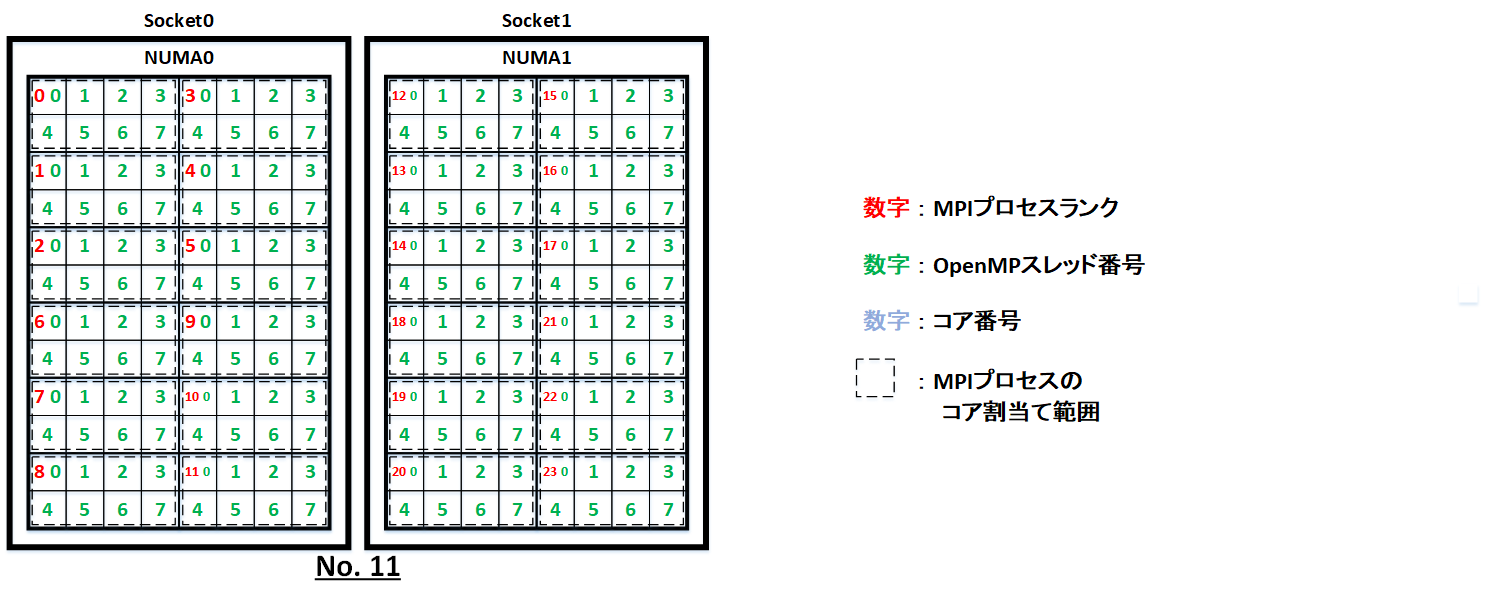 Socket0 Socket1
NUMA0 NUMA1
0 0 1 2 3 3 0 1 2 3 12 0 1 2 3 15 0 1 2 3
4 5 6 7 4 5 6 7 4 5 6 7 4 5 6 7
1 0 1 2 3 4 0 1 2 3 13 0 1 2 3 16 0 1 2 3
4 5 6 7 4 5 6 7 4 5 6 7 4 5 6 7
2 0 1 2 3 5 0 1 2 3 14 0 1 2 3 17 0 1 2 3
4 5 6 7 4 5 6 7 4 5 6 7 4 5 6 7
6 0 1 2 3 9 0 1 2 3 18 0 1 2 3 21 0 1 2 3
4 5 6 7 4 5 6 7 4 5 6 7 4 5 6 7
7 0 1 2 3 10 0 1 2 3 19 0 1 2 3 22 0 1 2 3
4 5 6 7 4 5 6 7 4 5 6 7 4 5 6 7
8 0 1 2 3 11 0 1 2 3 20 0 1 2 3 23 0 1 2 3
4 5 6 7 4 5 6 7 4 5 6 7 4 5 6 7
No. 11
数字 : MPIプロセスランク
数字 : OpenMPスレッド番号
数字 : コア番号
: MPIプロセスの
コア割当て範囲